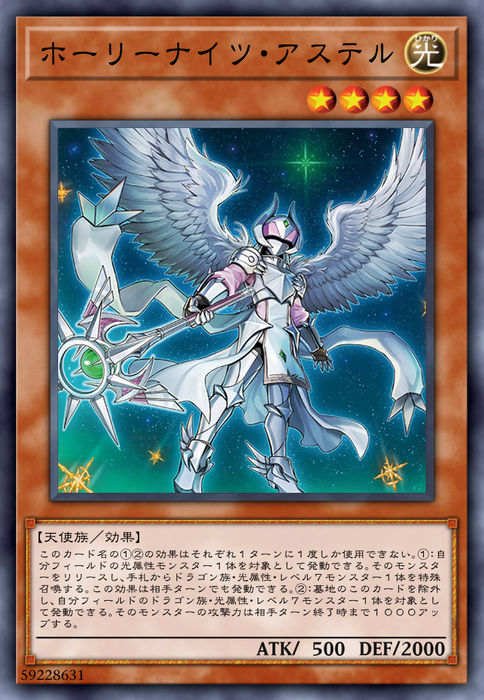 ホーリーナイツ・アステル
光
ひかり
【天使族／効果】
このカード名の①②の効果はそれぞれ１ターンに１度しか使用できない。①：自
分フィールドの光属性モンスター１体を対象として発動できる。そのモンスタ
ーをリリースし、手札からドラゴン族・光属性・レベル７モンスター１体を特殊
召喚する。この効果は相手ターンでも発動できる。②：墓地のこのカードを除外
し、自分フィールドのドラゴン族・光属性・レベル７モンスター１体を対象とし
て発動できる。そのモンスターの攻撃力は相手ターン終了時まで１０００アッ
プする。
ATK/ 500 DEF/2000
59228631